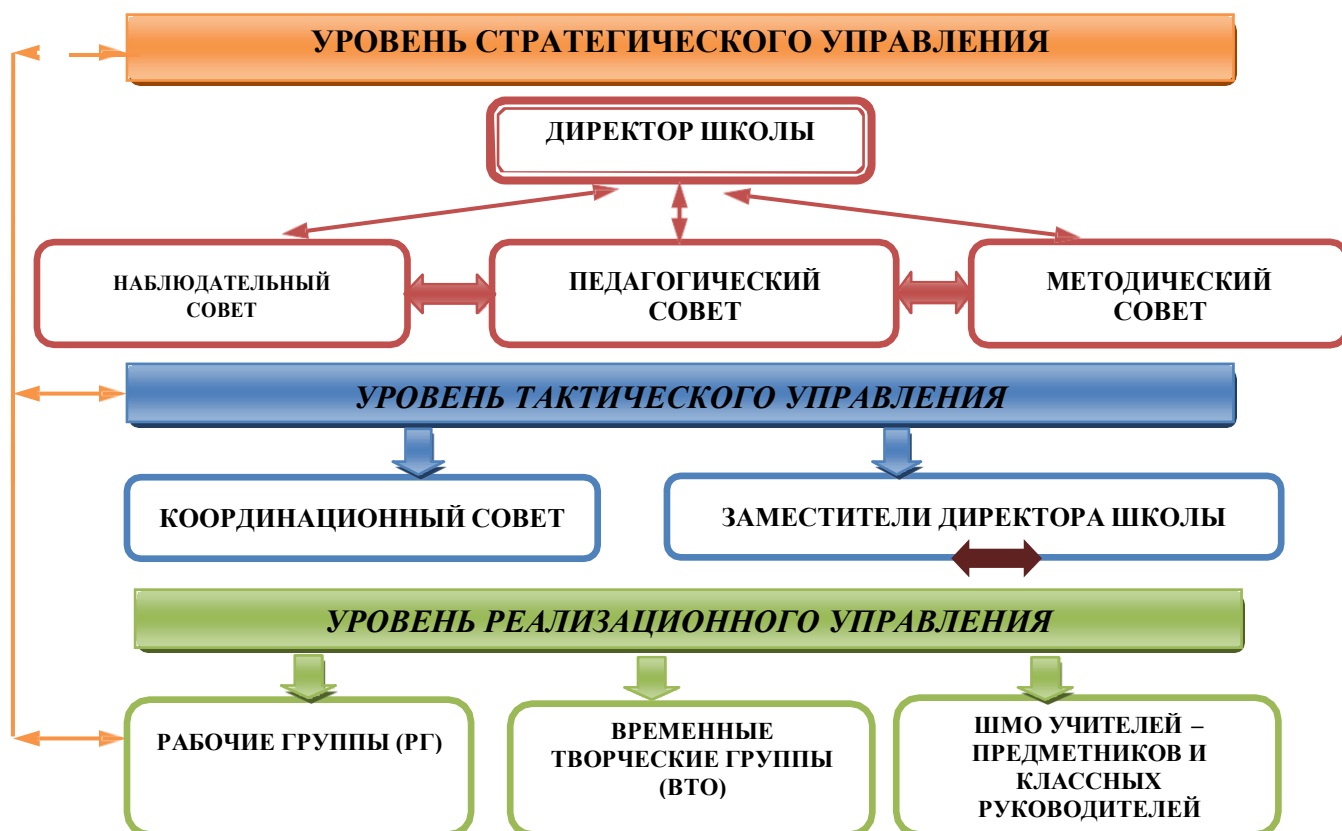 УРОВЕНЬ СТРАТЕГИЧЕСКОГО УПРАВЛЕНИЯ
ДИРЕКТОР ШКОЛЫ
НАБЛЮДАТЕЛЬНЫЙ
СОВЕТ
ПЕДАГОГИЧЕСКИЙ
СОВЕТ
МЕТОДИЧЕСКИЙ
СОВЕТ
УРОВЕНЬ ТАКТИЧЕСКОГО УПРАВЛЕНИЯ
КООРДИНАЦИОННЫЙ СОВЕТ
ЗАМЕСТИТЕЛИ ДИРЕКТОРА ШКОЛЫ
УРОВЕНЬ РЕАЛИЗАЦИОННОГО УПРАВЛЕНИЯ
РАБОЧИЕ ГРУППЫ (РГ)
ВРЕМЕННЫЕ
ТВОРЧЕСКИЕ ГРУППЫ
(ВТО)
ШМО УЧИТЕЛЕЙ –
ПРЕДМЕТНИКОВ И
КЛАССНЫХ
РУКОВОДИТЕЛЕЙ